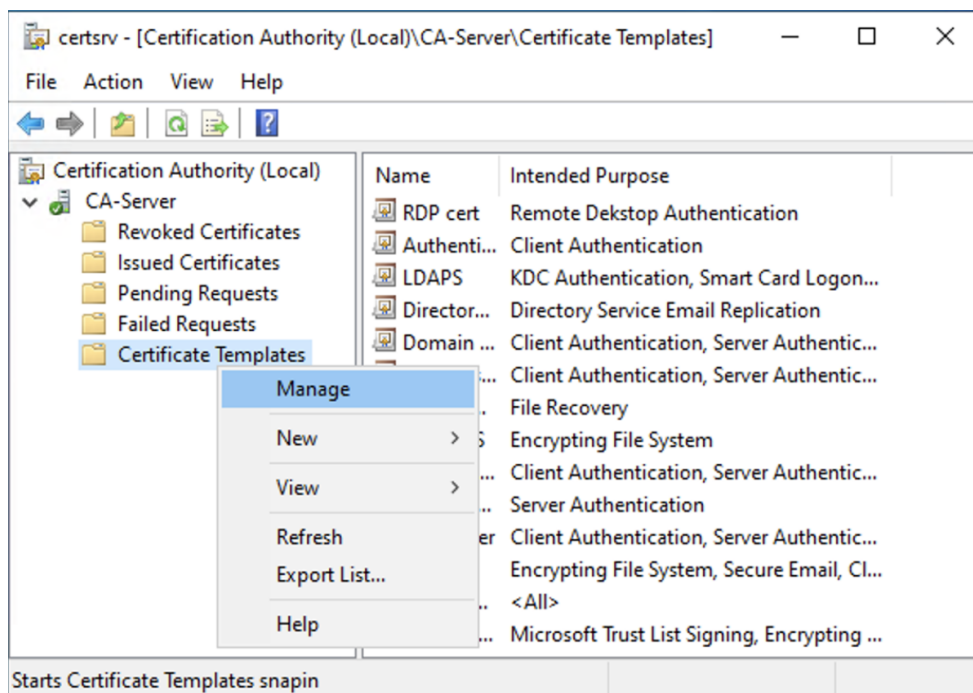 certsrv - [Certification Authority (Local)\CA-Server\Certificate Templates]
File Action View Help
Certification Authority (Local)
CA-Server
Revoked Certificates
Issued Certificates
Pending Requests
Failed Requests
Certificate Templates
Manage
New
View
Refresh
Export List...
Help
Name Intended Purpose
RDP cert Remote Dekstop Authentication
Authenti... Client Authentication
LDAPS KDC Authentication, Smart Card Logon...
Director... Directory Service Email Replication
Domain ... Client Authentication, Server Authentic...
... Client Authentication, Server Authentic...
. File Recovery
S Encrypting File System
... Client Authentication, Server Authentic...
.. Server Authentication
er Client Authentication, Server Authentic...
Encrypting File System, Secure Email, Cl...
.. <All>
... Microsoft Trust List Signing, Encrypting ...
Starts Certificate Templates snapin